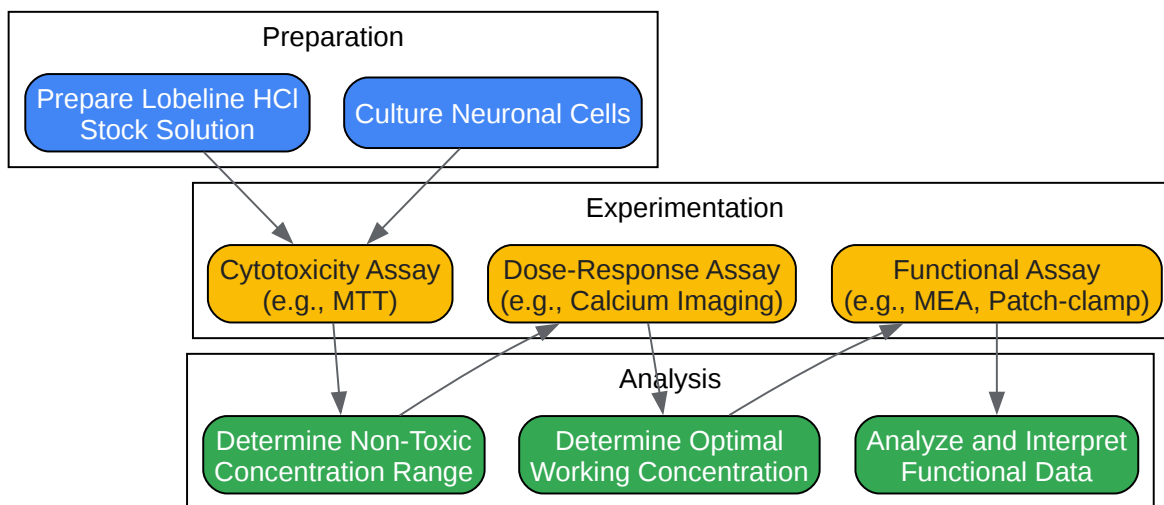 Preparation
Prepare Lobeline HCl
Stock Solution
Culture Neuronal Cells
Experimentation
Cytotoxicity Assay
(e.g., MTT)
Dose-Response Assay
(e.g., Calcium Imaging)
Functional Assay
(e.g., MEA, Patch-clamp)
Analysis
Determine Non-Toxic
Concentration Range
Determine Optimal
Working Concentration
Analyze and Interpret
Functional Data